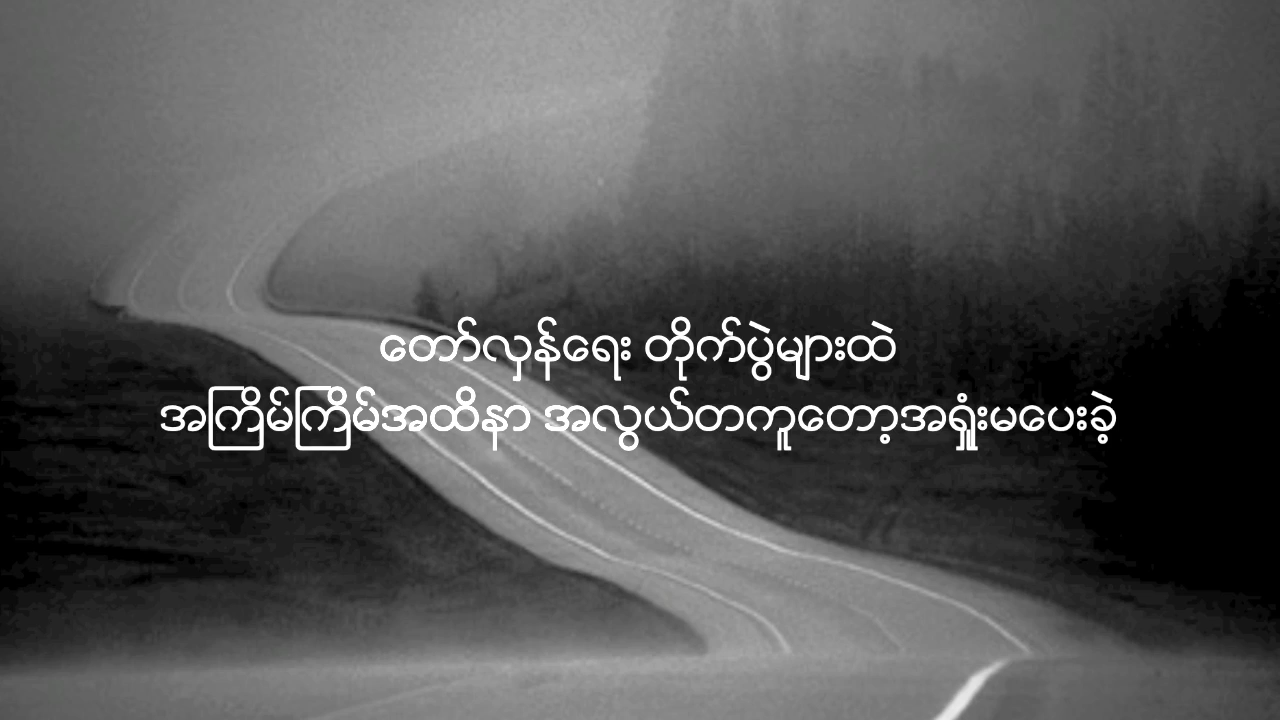 တော်လှန်ရေး တိုက်ပွဲများထဲ
အကြိမ်ကြိမ်အထိနာ အလွယ်တကူတော့အရှုံးမပေးခဲ့